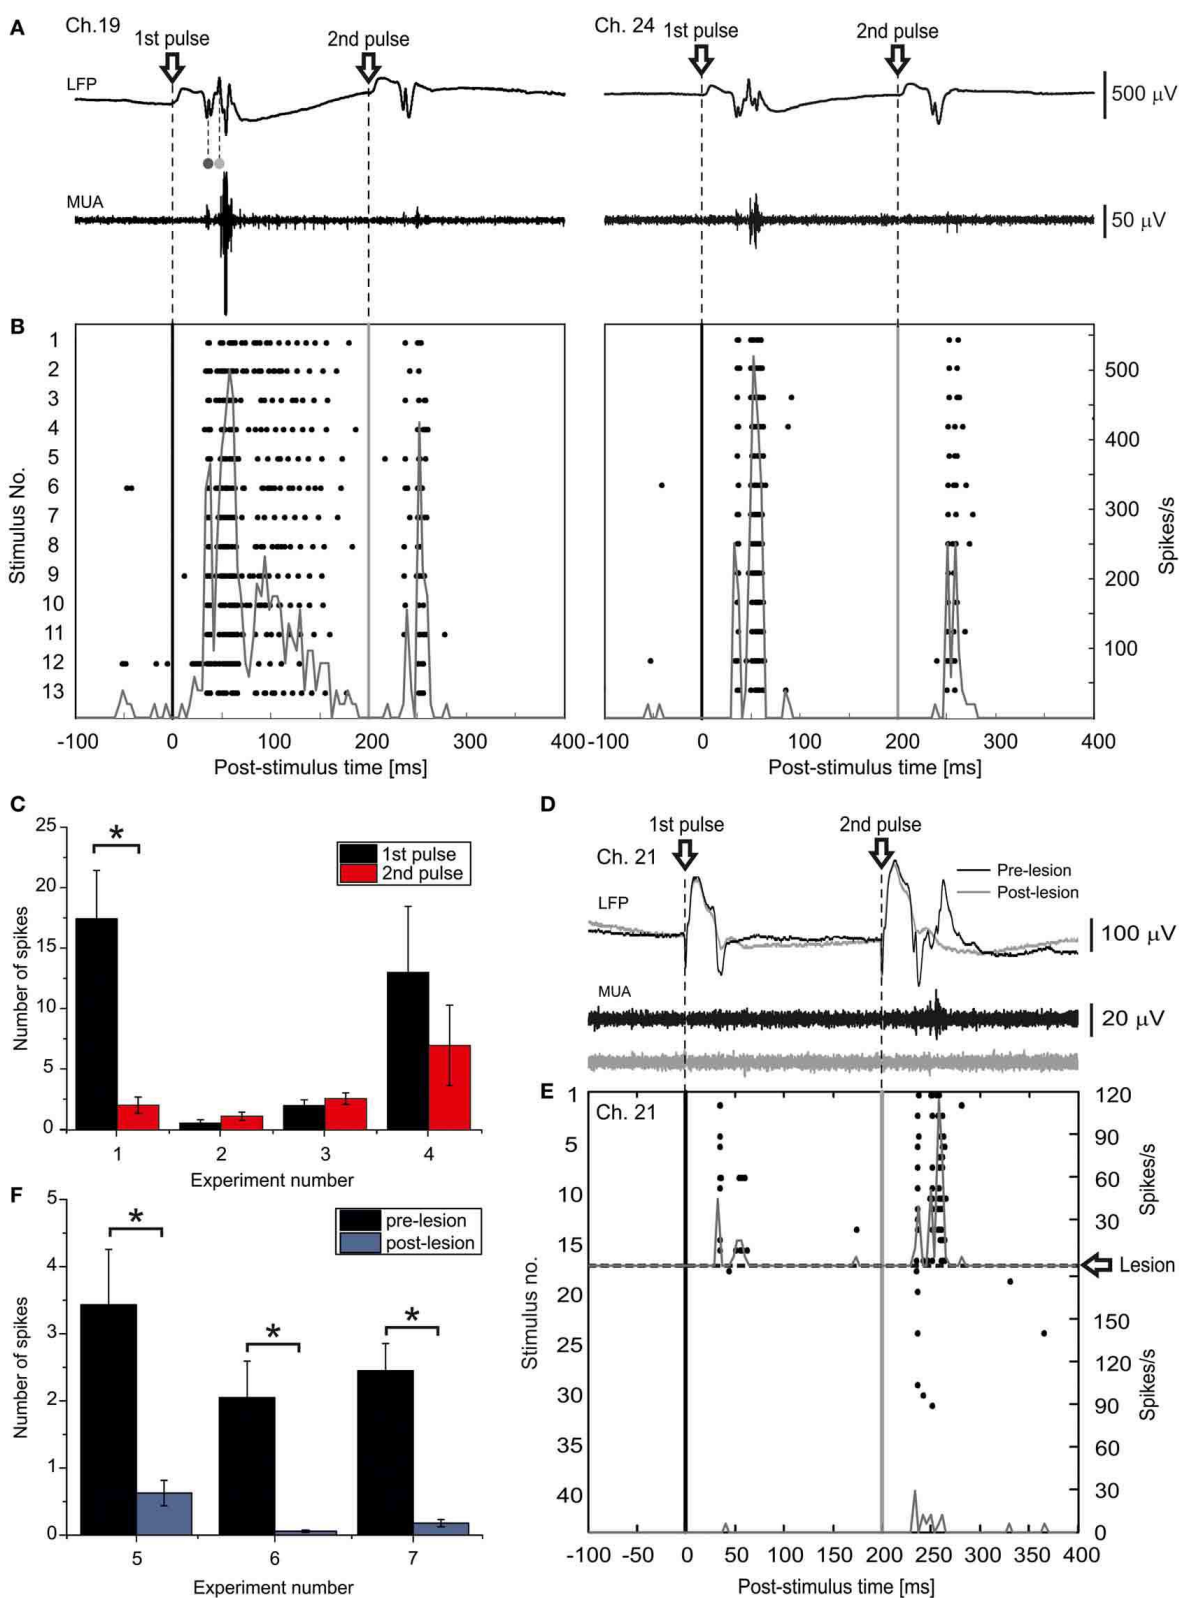 A Ch.19 Ch. 24
1st pulse 2nd pulse 1st pulse 2nd pulse
LFP 500 µV
MUA 50 µV
B
Stimulus No.
1
2
3
4
5
6
7
8
9
10
11
12
13
500
400
300
200
100
Spikes/s
-100 0 100 200 300 400 -100 0 100 200 300 400
Post-stimulus time [ms] Post-stimulus time [ms]
C
25
20
15
10
5
0
Number of spikes
*
1st pulse
2nd pulse
1 2 3 4
Experiment number
D
1st pulse 2nd pulse
Ch. 21
Pre-lesion
Post-lesion
LFP 100 µV
MUA 20 µV
E Ch. 21
1
5
10
15
20
25
30
35
40
Stimulus no.
120
90
60
30
Spikes/s
Lesion
150
120
90
60
30
0
Spikes/s
-100 -50 0 50 100 150 200 250 300 350 400
Post-stimulus time [ms]
F
5
4
3
2
1
0
Number of spikes
pre-lesion
post-lesion
* * *
5 6 7
Experiment number